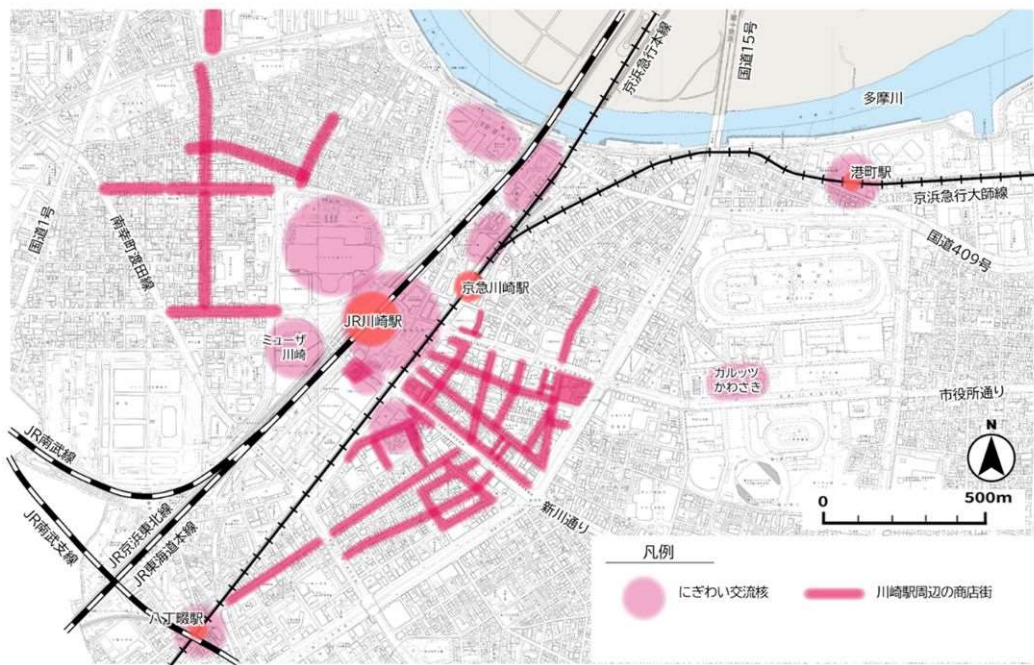 京浜急行本線
国道15号
多摩川
港町駅
京浜急行大師線
国道1号
南幸町渡田線
国道409号
京急川崎駅
JR川崎駅
ミューザ
川崎
ガルッツ
かわさき
市役所通り
N
0 500m
JR南武線
JR南武支線
JR京浜東北線
JR東海道本線
新川通り
八丁畷駅
凡例
にぎわい交流核
川崎駅周辺の商店街